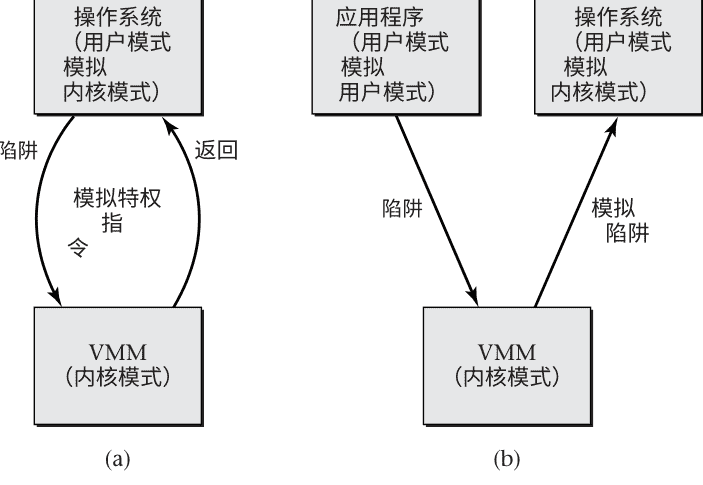 操作系统
（用户模式
模拟
内核模式）
陷阱
返回
模拟特权
指
令
VMM
（内核模式）
(a)
应用程序
（用户模式
模拟
用户模式）
操作系统
（用户模式
模拟
内核模式）
陷阱
模拟
陷阱
VMM
（内核模式）
(b)